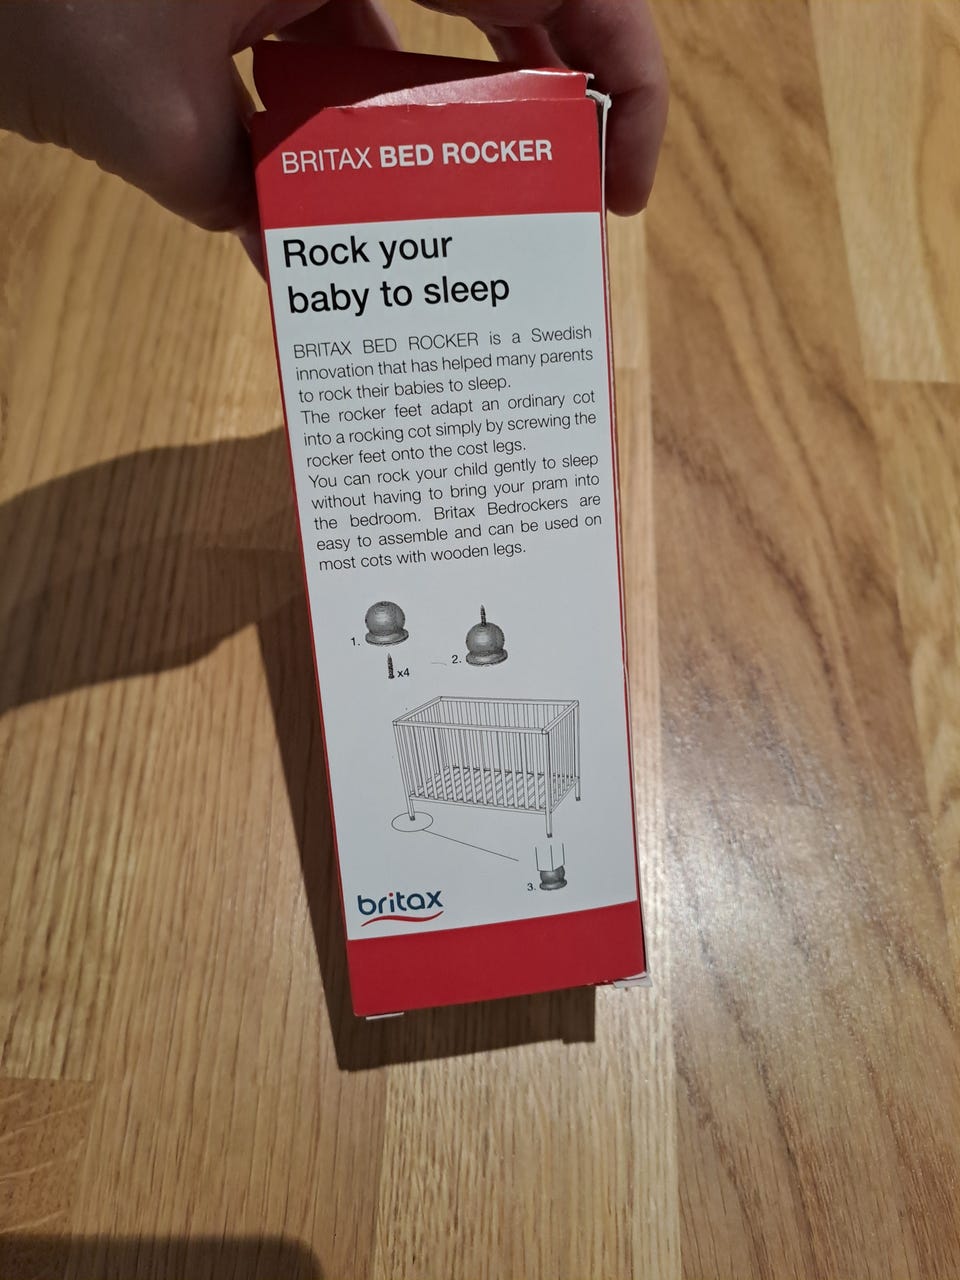 BRITAX BED ROCKER
Rock your
baby to sleep
BRITAX BED ROCKER is a Swedish
innovation that has helped many parents
to rock their babies to sleep.
The rocker feet adapt an ordinary cot
into a rocking cot simply by screwing the
rocker feet onto the cost legs.
You can rock your child gently to sleep
without having to bring your pram into
the bedroom. Britax Bedrockers are
easy to assemble and can be used on
most cots with wooden legs.
1.
x4
2.
3.
britax